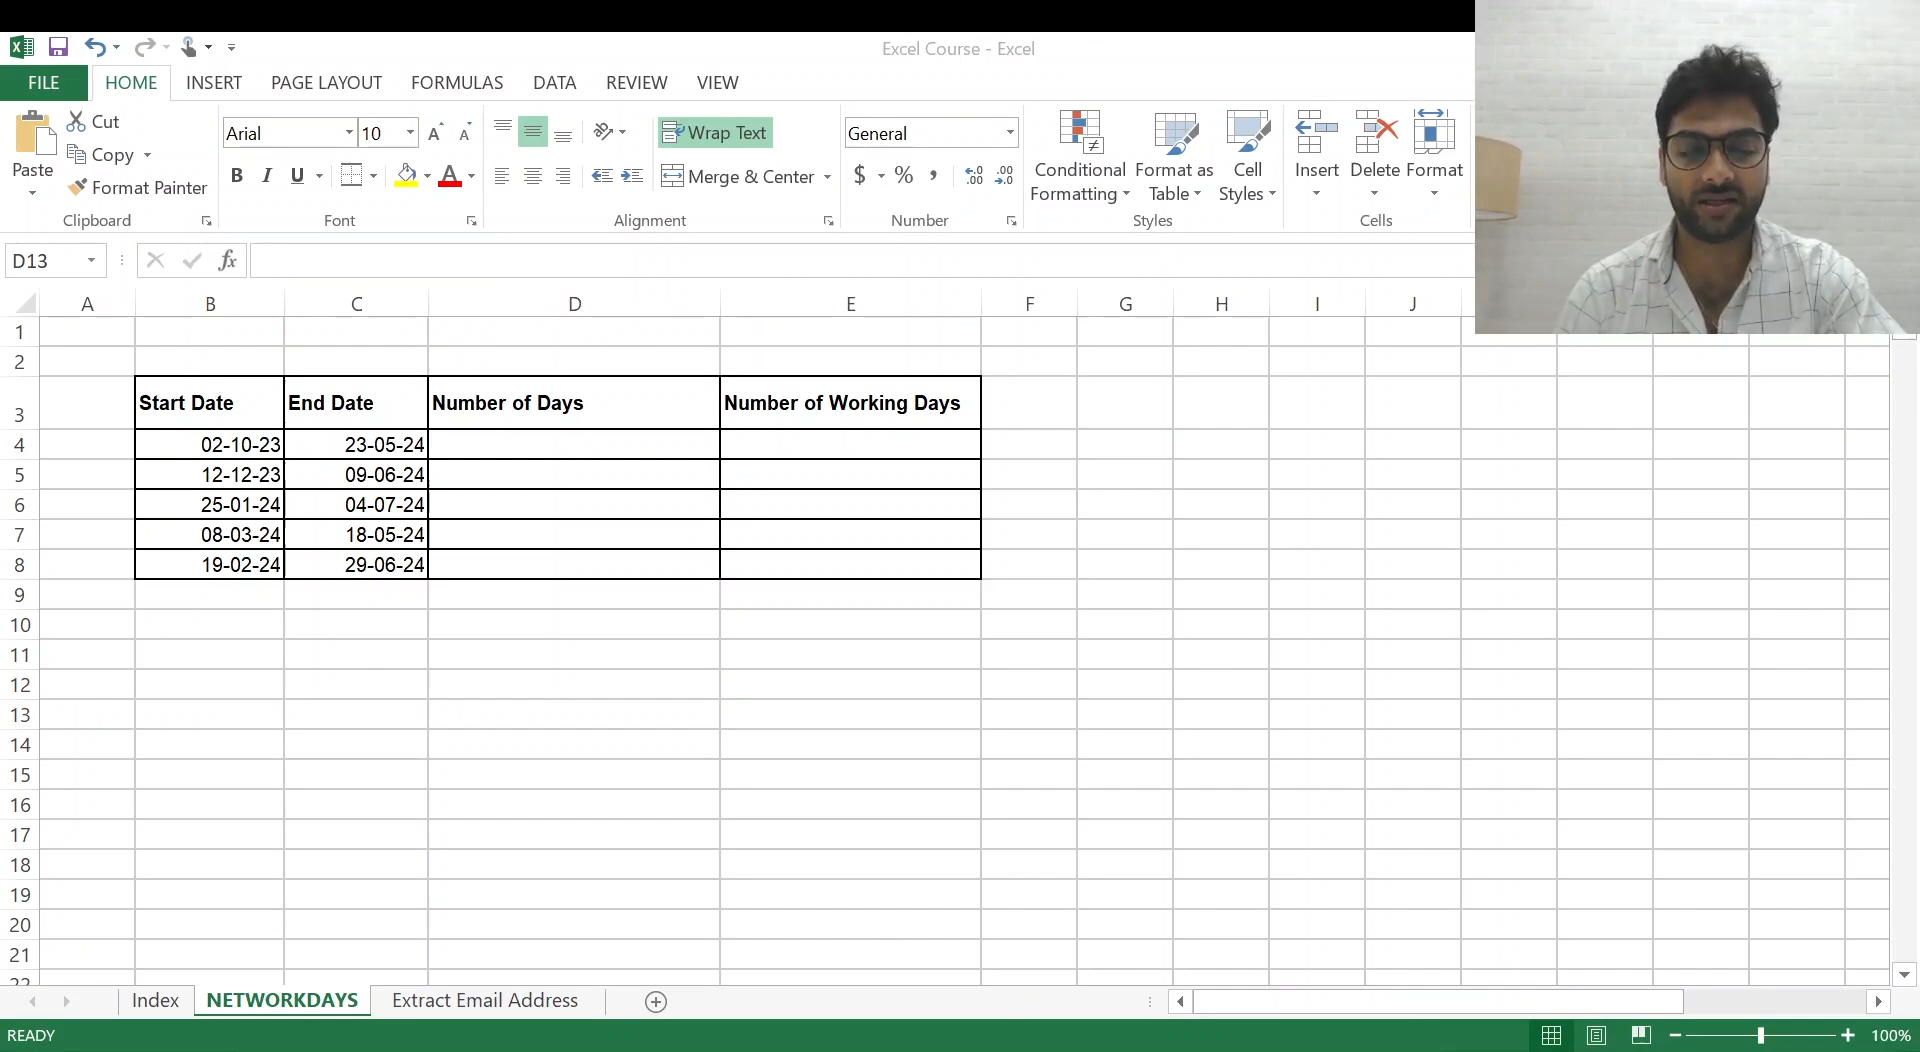 Excel Course - Excel
FILE HOME INSERT PAGE LAYOUT FORMULAS DATA REVIEW VIEW
Paste
Cut
Copy
Format Painter
Clipboard
Arial 10
B I U
Font
Wrap Text
Merge & Center
Alignment
General
$ % ,
Number
Conditional Formatting
Format as Table
Cell Styles
Styles
Insert Delete Format
Cells
D13 fx
A B C D E F G H I J
1
2
3 Start Date End Date Number of Days Number of Working Days
4 02-10-23 23-05-24
5 12-12-23 09-06-24
6 25-01-24 04-07-24
7 08-03-24 18-05-24
8 19-02-24 29-06-24
9
10
11
12
13
14
15
16
17
18
19
20
21
22
Index NETWORKDAYS Extract Email Address
READY 100%